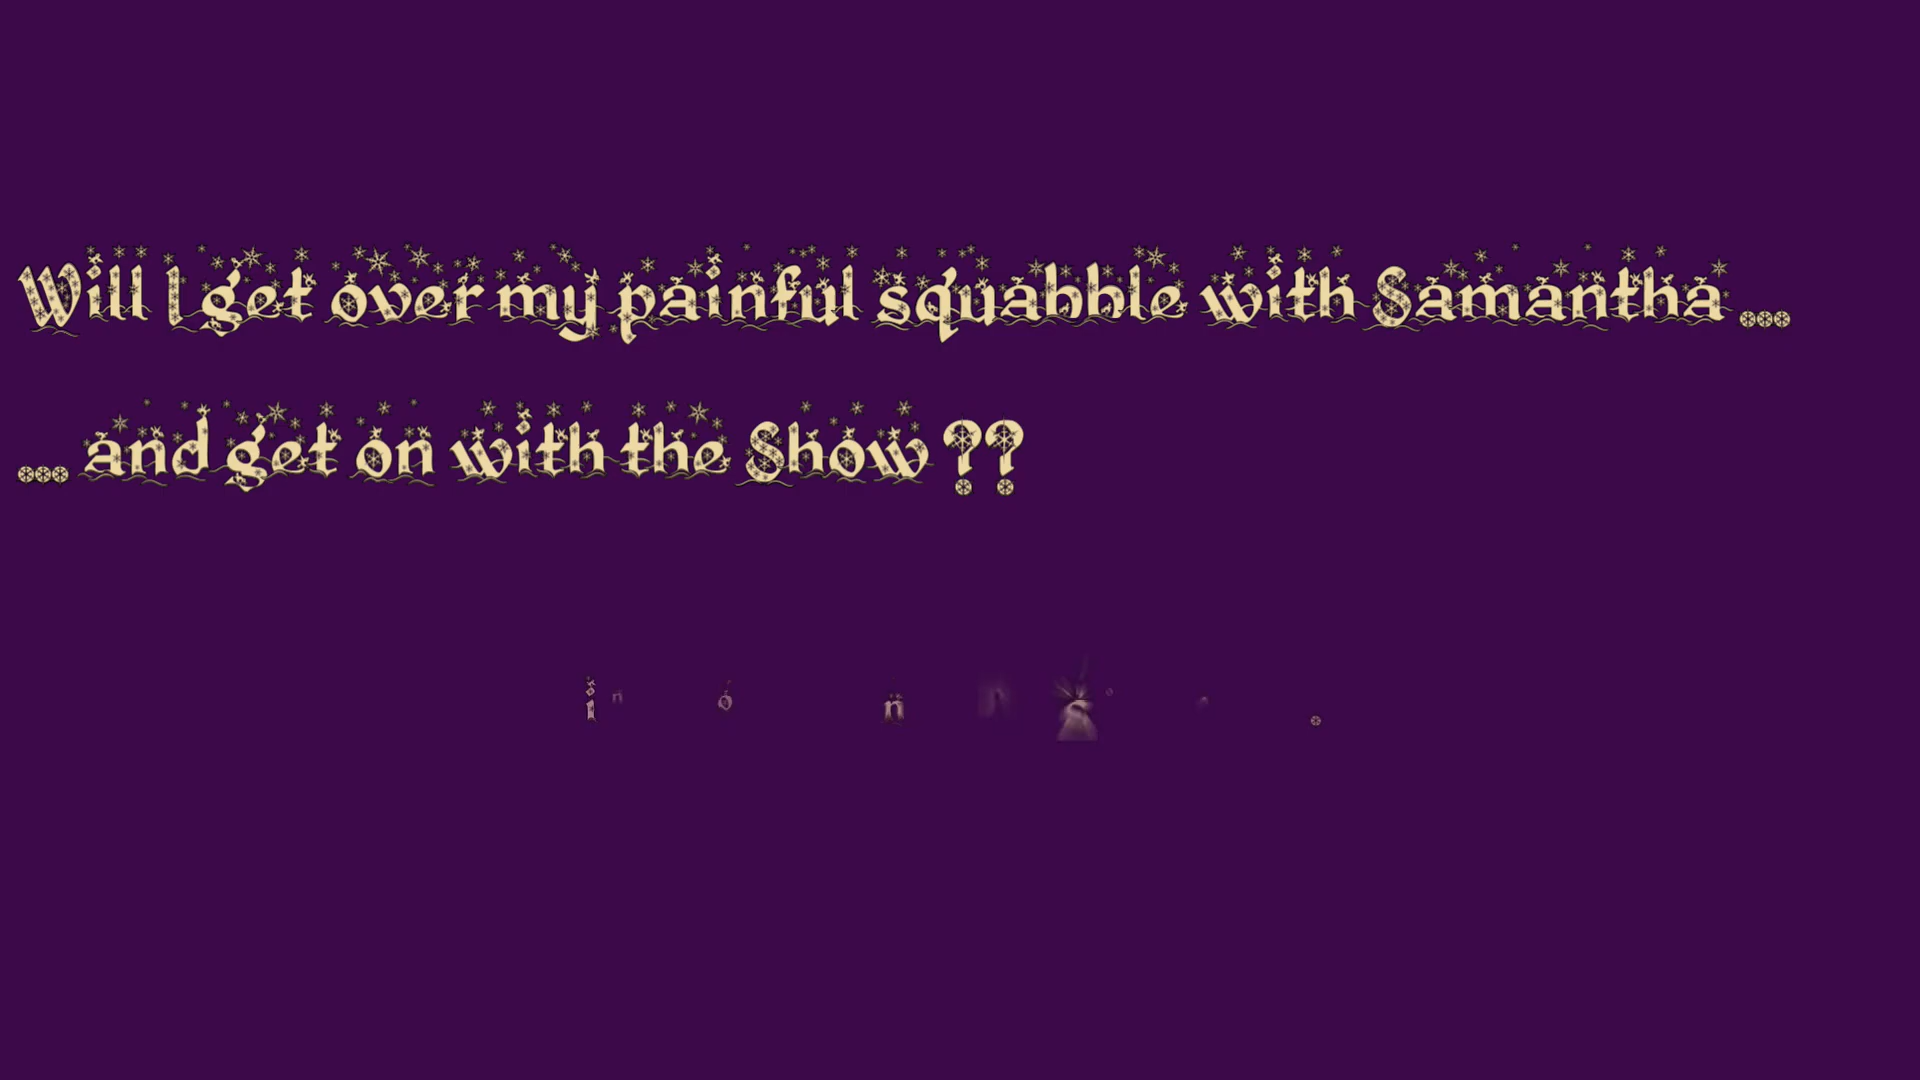 Will I get over my painful squabble with Samantha ...
... and get on with the Show ??